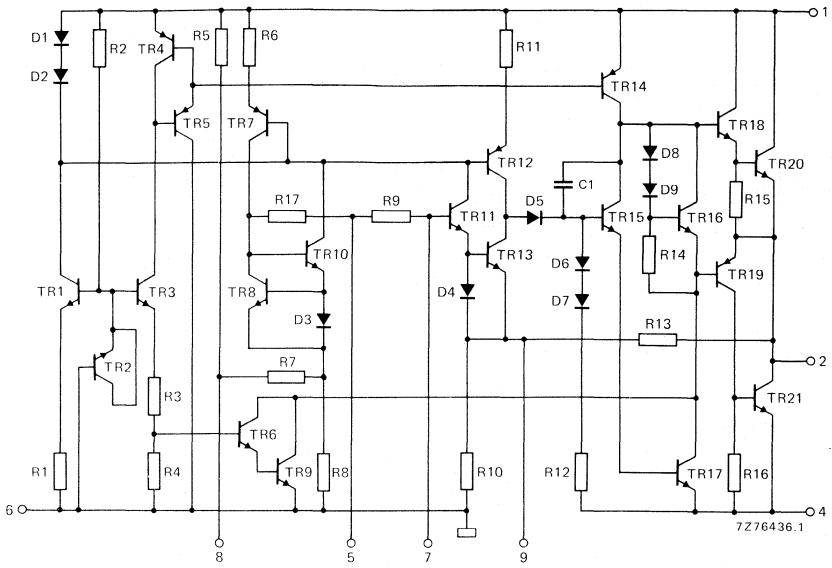 1
D1
R2
TR4
R5
R6
R11
D2
TR14
TR5
TR7
TR18
D8
TR12
TR20
C1
D9
D5
R15
R17
R9
TR11
TR15
TR16
TR10
TR13
R14
D6
TR19
TR1
TR3
TR8
D4
D7
D3
R13
R7
2
TR2
R3
TR21
TR6
R1
R4
TR9
R8
R10
R12
TR17
R16
6
4
7Z76436.1
8
5
7
9